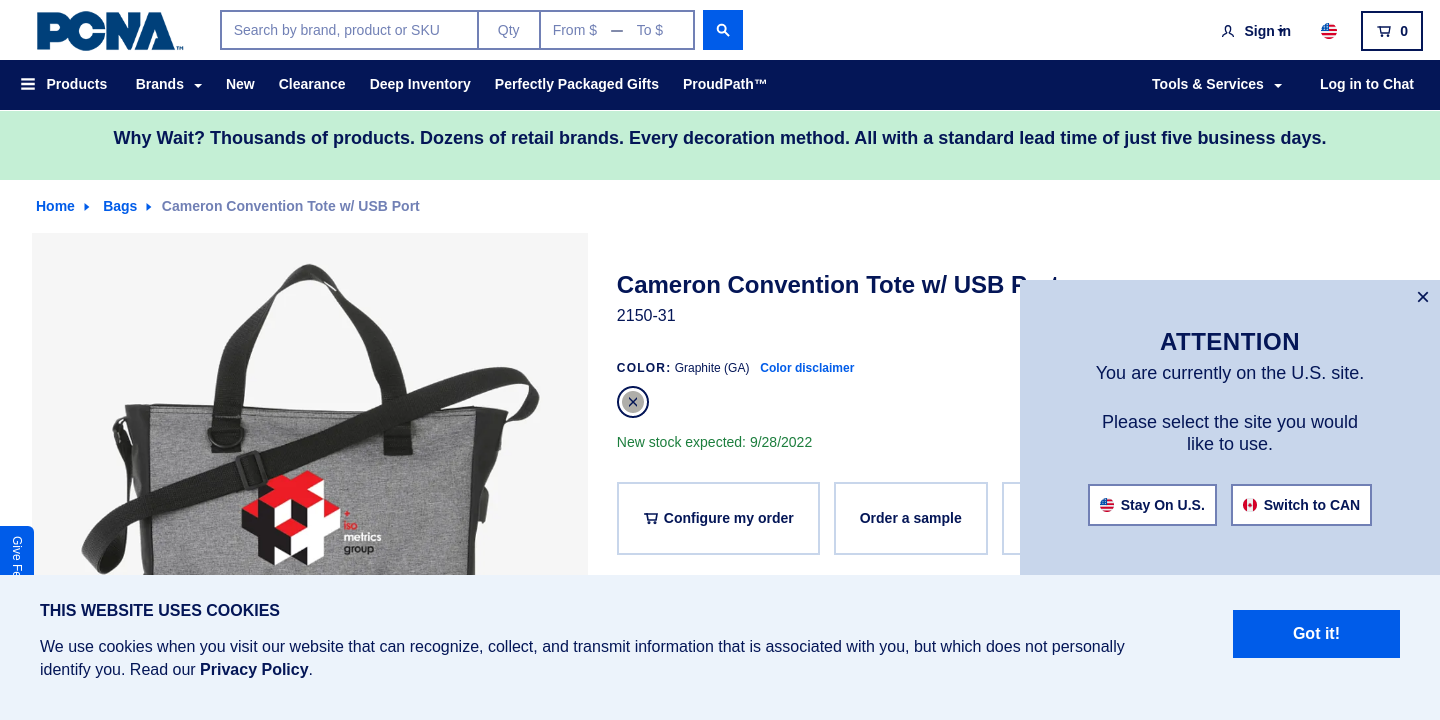 PCNA™
Search by brand, product or SKU
Qty
From $ — To $
Sign in
0
Products
Brands
New
Clearance
Deep Inventory
Perfectly Packaged Gifts
ProudPath™
Tools & Services
Log in to Chat
Why Wait? Thousands of products. Dozens of retail brands. Every decoration method. All with a standard lead time of just five business days.
Home
Bags
Cameron Convention Tote w/ USB Port
Cameron Convention Tote w/ USB Port
2150-31
COLOR: Graphite (GA) Color disclaimer
New stock expected: 9/28/2022
Configure my order
Order a sample
iso
metrics
group
Give Fe
ATTENTION
You are currently on the U.S. site.
Please select the site you would
like to use.
Stay On U.S.
Switch to CAN
THIS WEBSITE USES COOKIES
We use cookies when you visit our website that can recognize, collect, and transmit information that is associated with you, but which does not personally
identify you. Read our Privacy Policy.
Got it!